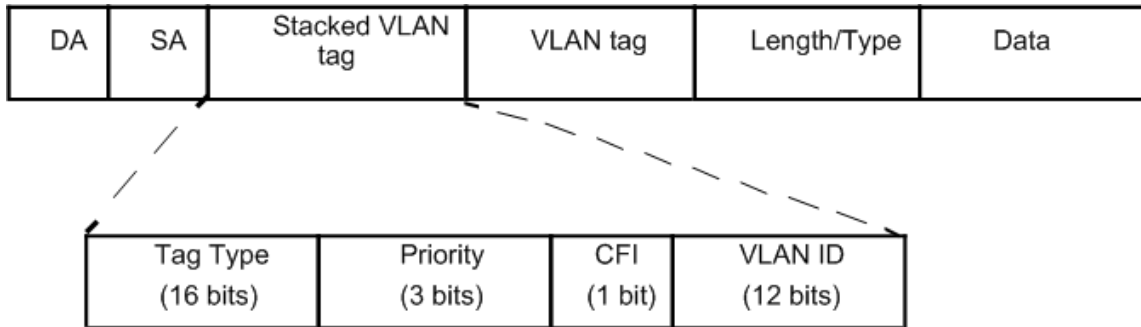 DA
SA
Stacked VLAN
tag
VLAN tag
Length/Type
Data
Tag Type
(16 bits)
Priority
(3 bits)
CFI
(1 bit)
VLAN ID
(12 bits)